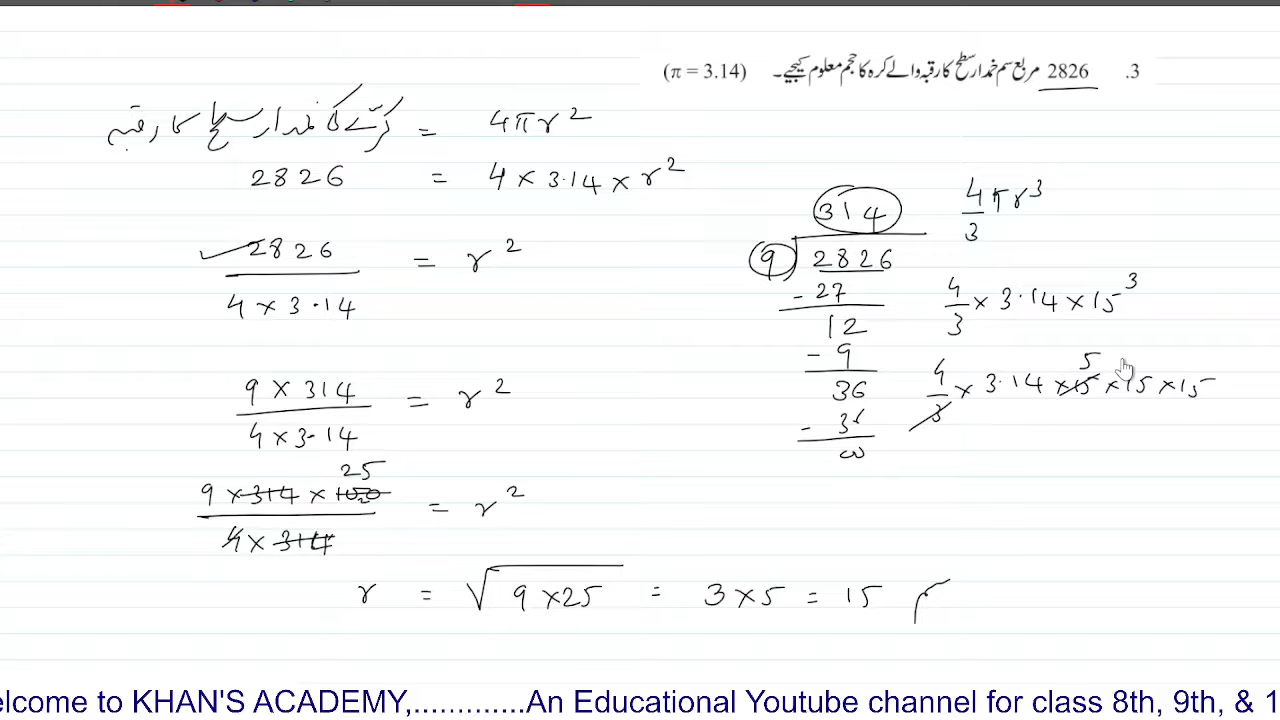 3. 2826 مربع سم خمدار سطح کا رقبہ والے کرہ کا حجم معلوم کیجیے۔ (π = 3.14)
کرّے کی خمدار سطح کا رقبہ = 4πr²
2826 = 4 × 3.14 × r²
2826 / 4 × 3.14 = r²
9 × 314 / 4 × 3.14 = r²
25
9 × 314 × 100 / 4 × 314 = r²
r = √9 × 25 = 3 × 5 = 15 سم
314
9 2826
- 27
12
- 9
36
- 36
00
4/3 πr³
4/3 × 3.14 × 15³
5
4/3 × 3.14 × 15 × 15 × 15
elcome to KHAN'S ACADEMY,.............An Educational Youtube channel for class 8th, 9th, & 1